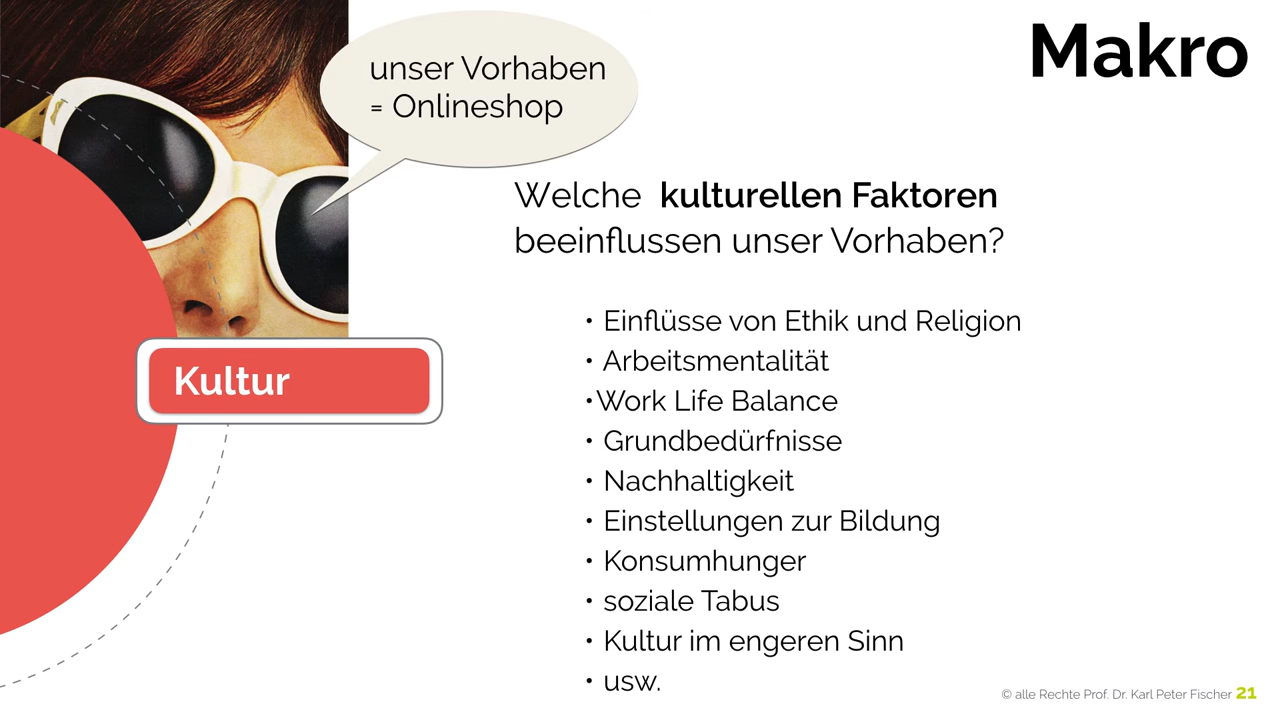 Makro
unser Vorhaben
= Onlineshop
Welche kulturellen Faktoren
beeinflussen unser Vorhaben?
Kultur
• Einflüsse von Ethik und Religion
• Arbeitsmentalität
•Work Life Balance
• Grundbedürfnisse
• Nachhaltigkeit
• Einstellungen zur Bildung
• Konsumhunger
• soziale Tabus
• Kultur im engeren Sinn
• usw.
© alle Rechte Prof. Dr. Karl Peter Fischer 21